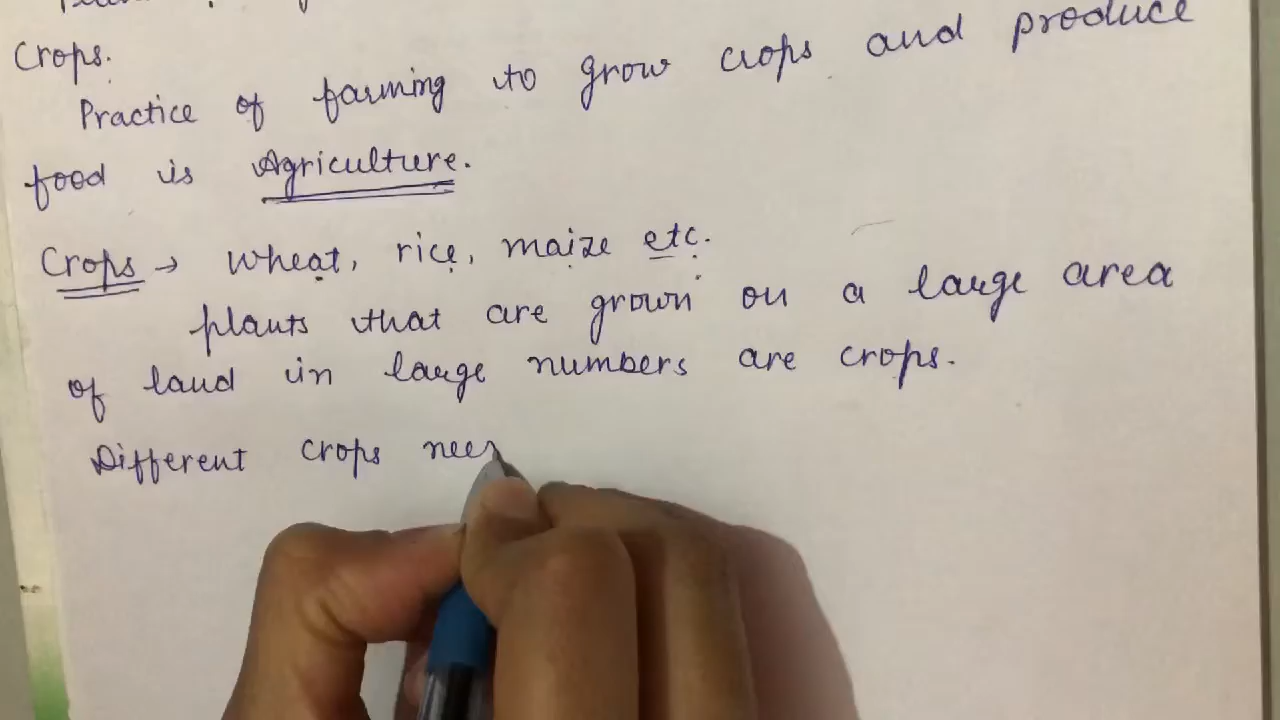 Crops.
Practice of farming to grow crops and produce
food is Agriculture.
Crops → Wheat, rice, maize etc.
plants that are grown on a large area
of land in large numbers are crops.
Different crops nee